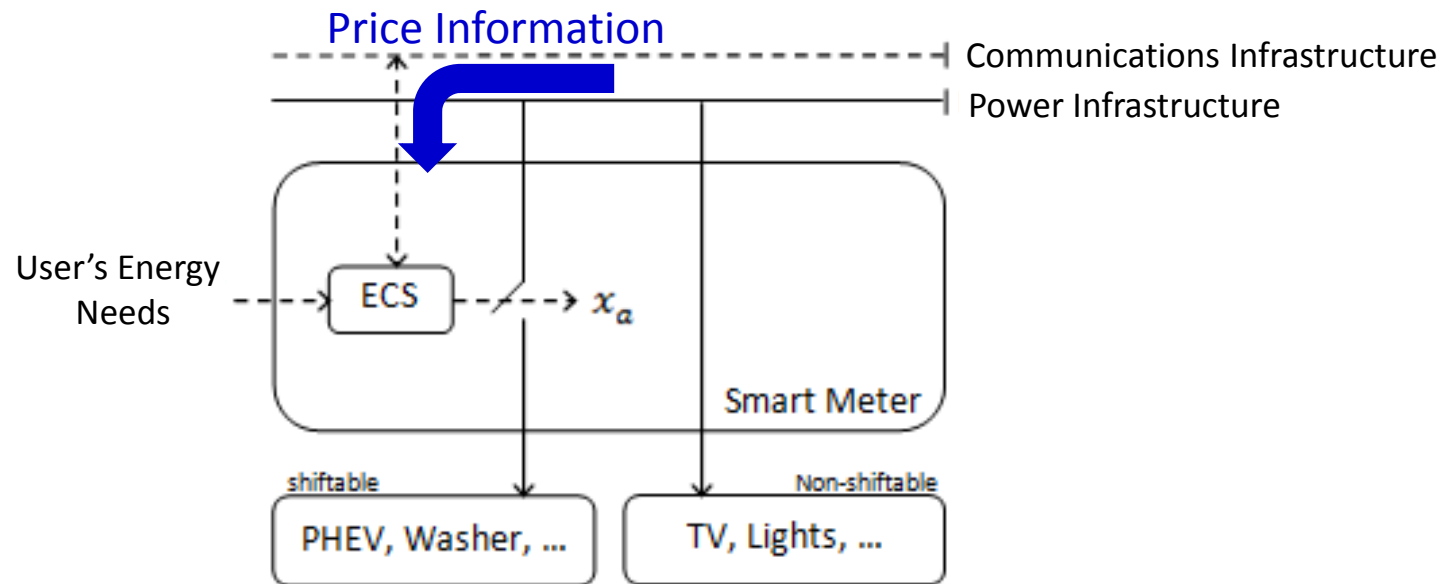 Price Information
Communications Infrastructure
Power Infrastructure
User's Energy
Needs
ECS
x_a
Smart Meter
shiftable
Non-shiftable
PHEV, Washer, ...
TV, Lights, ...